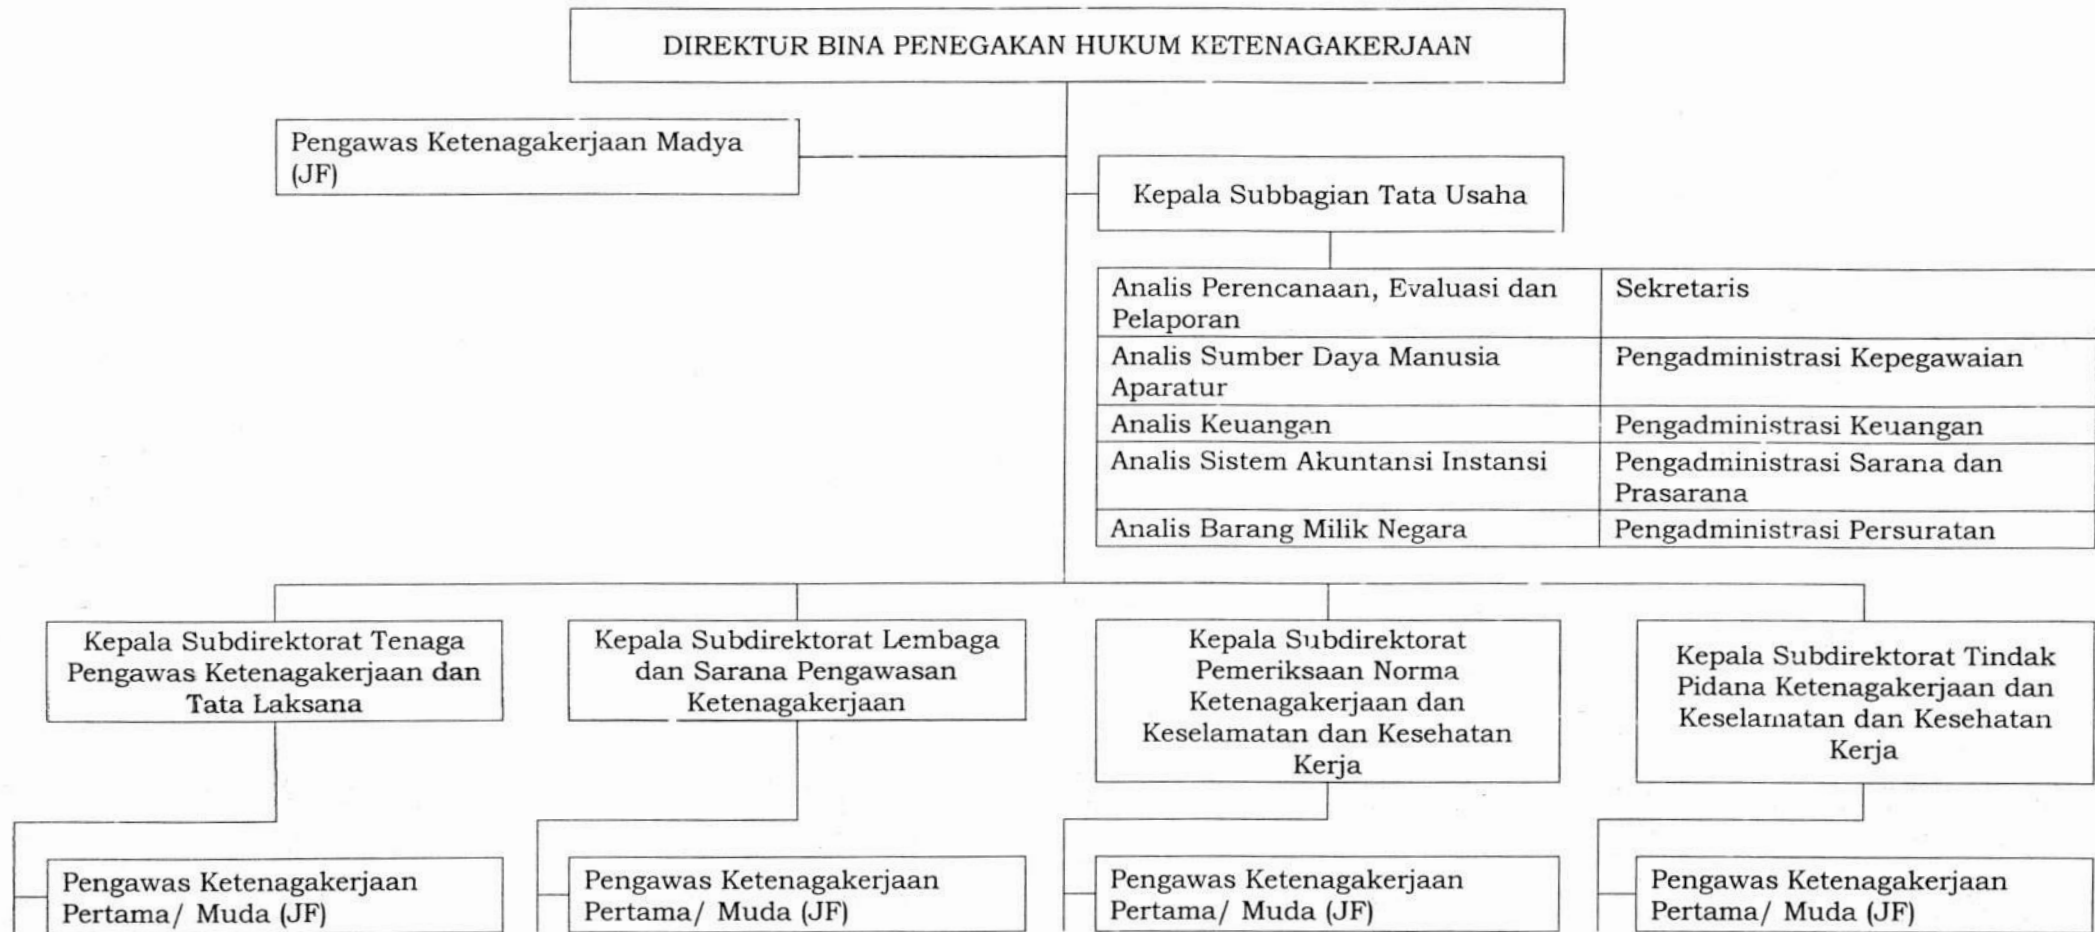 DIREKTUR BINA PENEGAKAN HUKUM KETENAGAKERJAAN
Pengawas Ketenagakerjaan Madya
(JF)
Kepala Subbagian Tata Usaha
Analis Perencanaan, Evaluasi dan
Pelaporan
Sekretaris
Analis Sumber Daya Manusia
Aparatur
Pengadministrasi Kepegawaian
Analis Keuangan
Pengadministrasi Keuangan
Analis Sistem Akuntansi Instansi
Pengadministrasi Sarana dan
Prasarana
Analis Barang Milik Negara
Pengadministrasi Persuratan
Kepala Subdirektorat Tenaga
Pengawas Ketenagakerjaan dan
Tata Laksana
Kepala Subdirektorat Lembaga
dan Sarana Pengawasan
Ketenagakerjaan
Kepala Subdirektorat
Pemeriksaan Norma
Ketenagakerjaan dan
Keselamatan dan Kesehatan
Kerja
Kepala Subdirektorat Tindak
Pidana Ketenagakerjaan dan
Keselamatan dan Kesehatan
Kerja
Pengawas Ketenagakerjaan
Pertama/ Muda (JF)
Pengawas Ketenagakerjaan
Pertama/ Muda (JF)
Pengawas Ketenagakerjaan
Pertama/ Muda (JF)
Pengawas Ketenagakerjaan
Pertama/ Muda (JF)